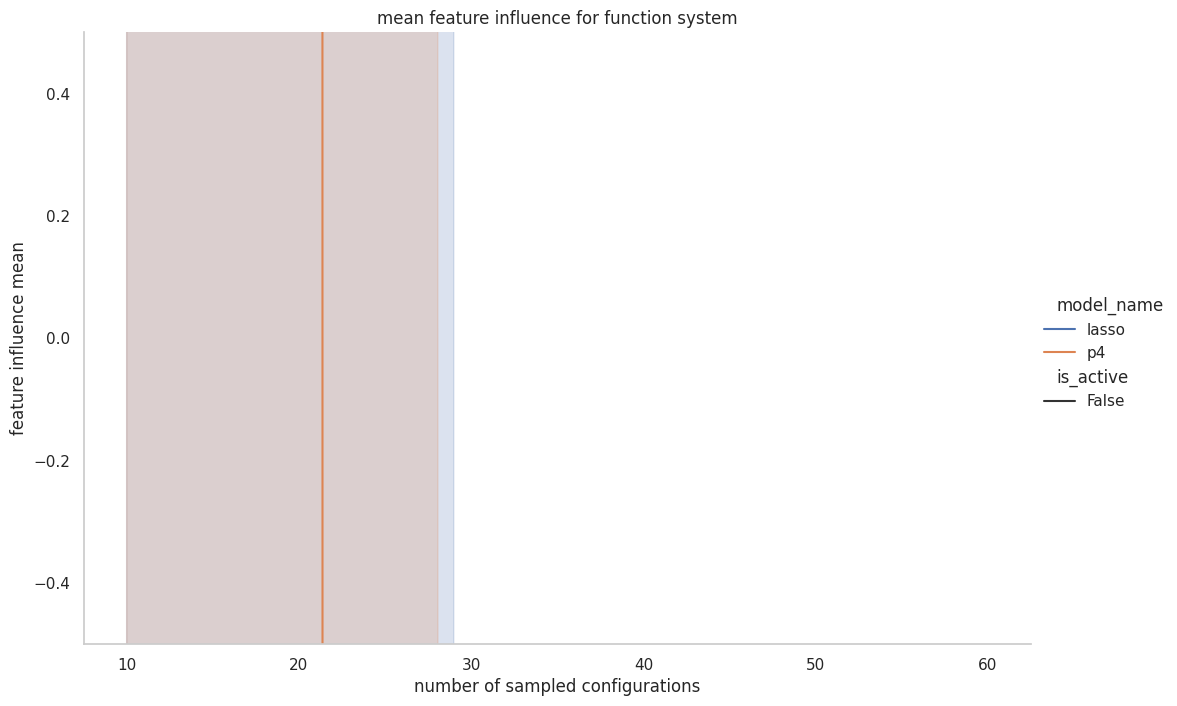 mean feature influence for function system
feature influence mean
0.4
0.2
0.0
−0.2
−0.4
10 20 30 40 50 60
number of sampled configurations
model_name
lasso
p4
is_active
False